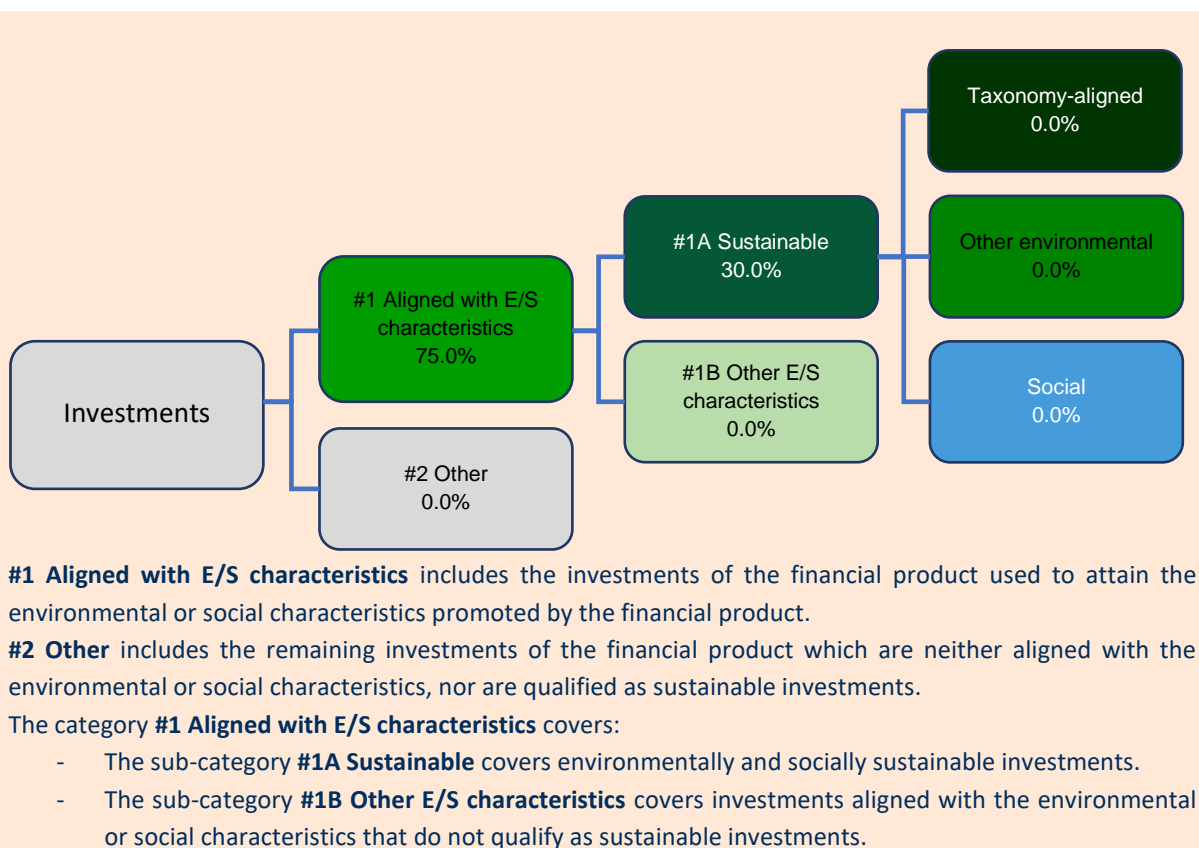 Taxonomy-aligned
0.0%
#1A Sustainable
30.0%
Other environmental
0.0%
#1 Aligned with E/S
characteristics
75.0%
#1B Other E/S
characteristics
0.0%
Social
0.0%
Investments
#2 Other
0.0%
#1 Aligned with E/S characteristics includes the investments of the financial product used to attain the
environmental or social characteristics promoted by the financial product.
#2 Other includes the remaining investments of the financial product which are neither aligned with the
environmental or social characteristics, nor are qualified as sustainable investments.
The category #1 Aligned with E/S characteristics covers:
- The sub-category #1A Sustainable covers environmentally and socially sustainable investments.
- The sub-category #1B Other E/S characteristics covers investments aligned with the environmental
or social characteristics that do not qualify as sustainable investments.